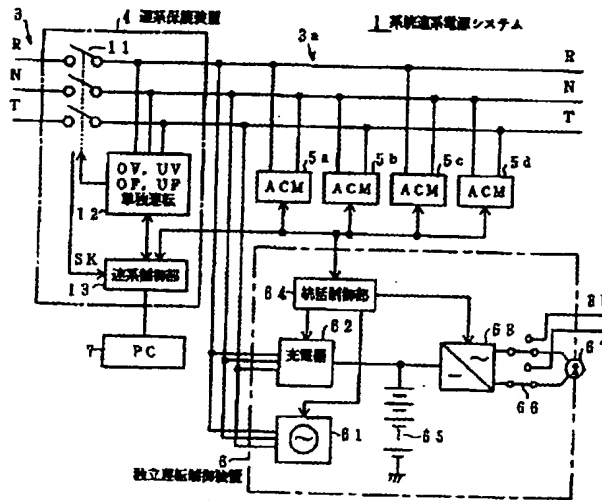 3
4 連系保護装置
1 系統連系電源システム
3a
11
R
N
T
R
N
T
OV, UV
OF, UF
単独運転
12
SK
連系制御部
13
7
PC
ACM
5a
ACM
5b
ACM
5c
ACM
5d
64
統括制御部
62
充電器
68
61
65
66
6
独立運転制御装置